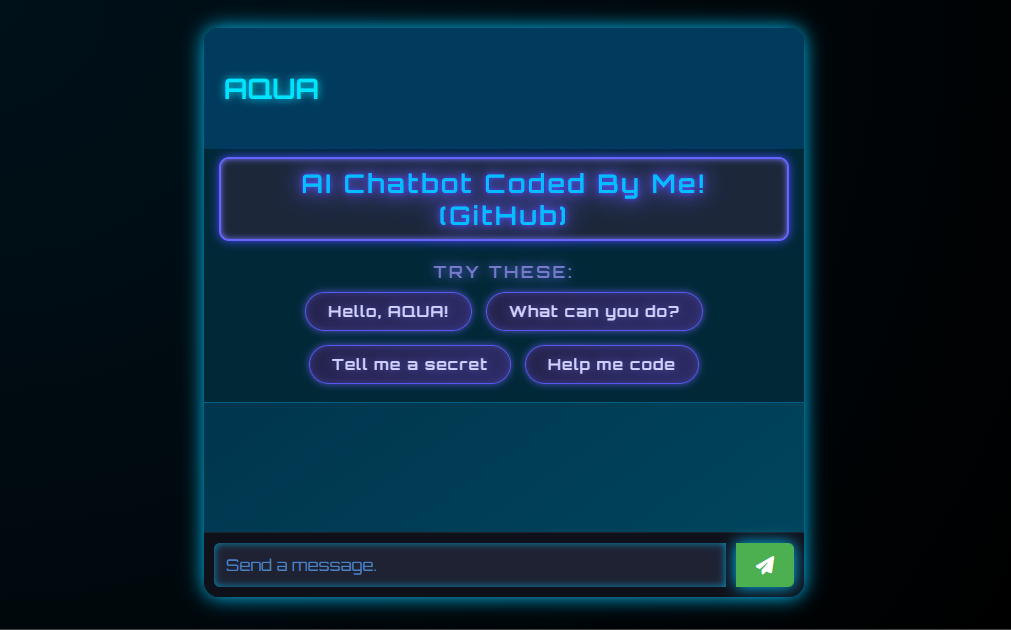 AQUA
AI Chatbot Coded By Me!
(GitHub)
TRY THESE:
Hello, AQUA!
What can you do?
Tell me a secret
Help me code
Send a message.